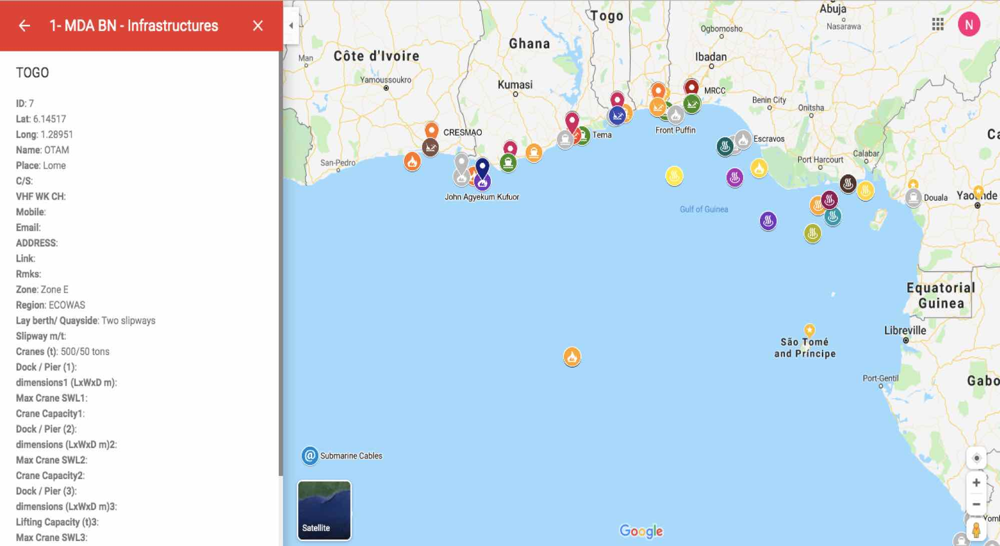 1- MDA BN - Infrastructures
TOGO
ID: 7
Lat: 6.14517
Long: 1.28951
Name: OTAM
Place: Lome
C/S:
VHF WK CH:
Mobile:
Email:
ADDRESS:
Link:
Rmks:
Zone: Zone E
Region: ECOWAS
Lay berth/ Quayside: Two slipways
Slipway m/t:
Cranes (t): 500/50 tons
Dock / Pier (1):
dimensions1 (LxWxD m):
Max Crane SWL1:
Crane Capacity1:
Dock / Pier (2):
dimensions (LxWxD m)2:
Max Crane SWL2:
Crane Capacity2:
Dock / Pier (3):
dimensions (LxWxD m)3:
Lifting Capacity (t)3:
Max Crane SWL3:
Togo
Abuja
Nasarawa
N
Ogbomosho
Ghana
Côte d'Ivoire
Man
Ibadan
Yamoussoukro
Kumasi
MRCC
Benin City
Onitsha
CRESMAO
Tema
Front Puffin
Escravos
Ca
San-Pedro
Port Harcourt
Calabar
John Agyekum Kufuor
Gulf of Guinea
Douala
Yaoundé
Equatorial
Guinea
Libreville
São Tomé
and Príncipe
Port-Gentil
Gabo
@ Submarine Cables
Satellite
Google
Yoml